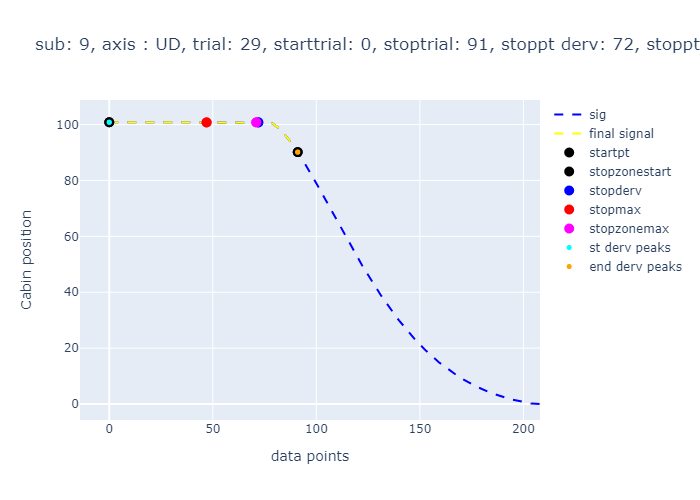 sub: 9, axis : UD, trial: 29, starttrial: 0, stoptrial: 91, stoppt derv: 72, stoppt
100
80
60
40
20
0
Cabin position
0 50 100 150 200
data points
sig
final signal
startpt
stopzonestart
stopderv
stopmax
stopzonemax
st derv peaks
end derv peaks